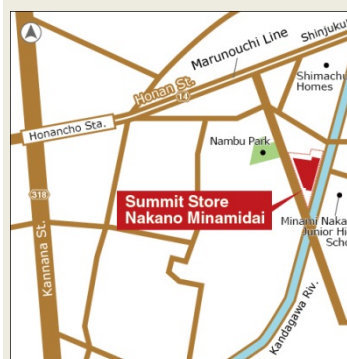 Marunouchi Line
Shinjuku
Shimachu
Homes
Honan St.
14
Honancho Sta.
Nambu Park
318
Summit Store
Nakano Minamidai
Minami Naka
Junior Hi
Scho
Kannana St.
Kandagawa Riv.